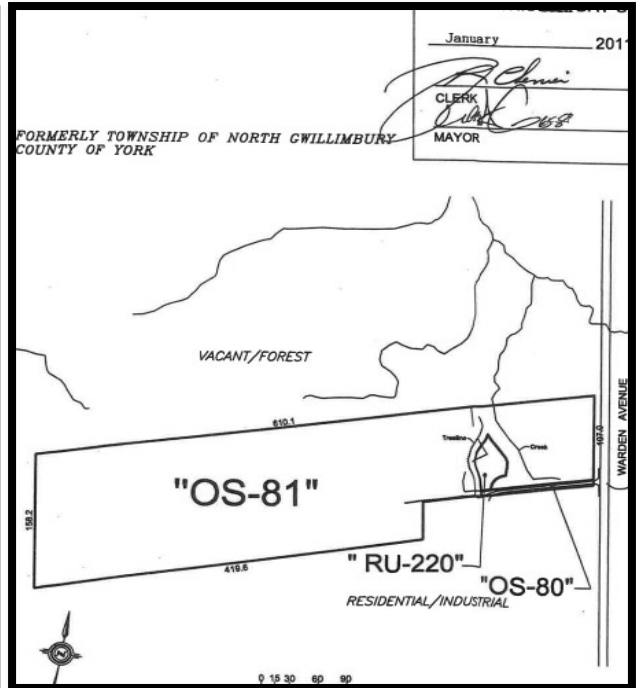 January 2011
CLERK
MAYOR
FORMERLY TOWNSHIP OF NORTH GWILLIMBURY
COUNTY OF YORK
VACANT/FOREST
WARDEN AVENUE
610.1
107.0
Treeline
Creek
"OS-81"
158.2
419.6
" RU-220"
"OS-80"
RESIDENTIAL/INDUSTRIAL
N
0 15 30 60 90